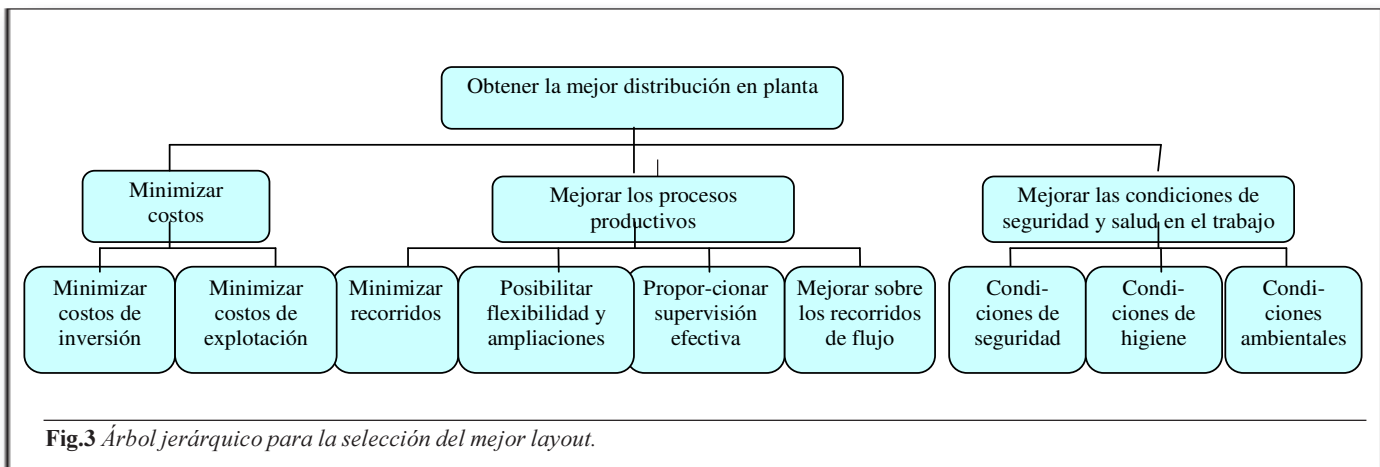 Obtener la mejor distribución en planta
Minimizar
costos
Mejorar los procesos
productivos
Mejorar las condiciones de
seguridad y salud en el trabajo
Minimizar
costos de
inversión
Minimizar
costos de
explotación
Minimizar
recorridos
Posibilitar
flexibilidad y
ampliaciones
Propor-cionar
supervisión
efectiva
Mejorar sobre
los recorridos
de flujo
Condi-
ciones de
seguridad
Condi-
ciones de
higiene
Condi-
ciones
ambientales
Fig.3 Árbol jerárquico para la selección del mejor layout.